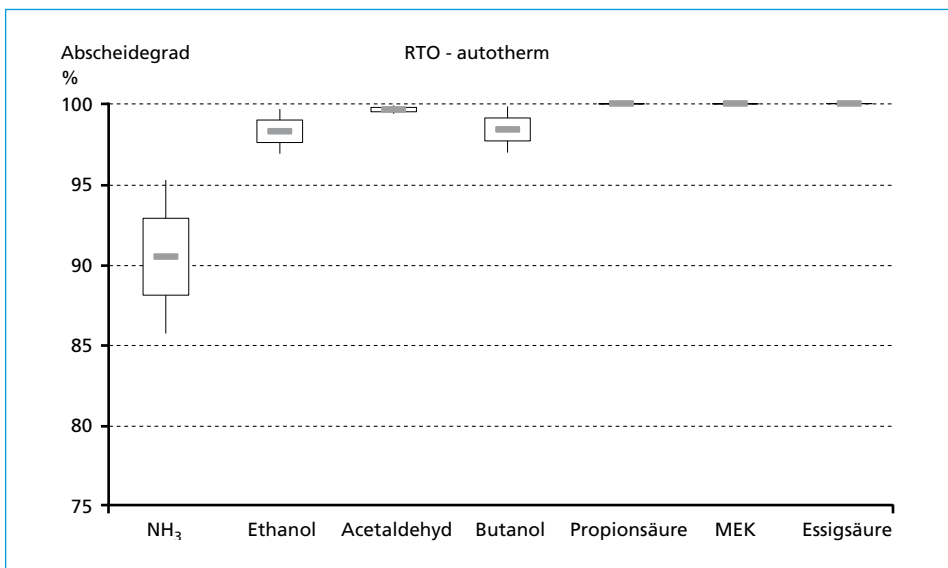 Abscheidegrad
%
RTO - autotherm
100
95
90
85
80
75
NH₃
Ethanol
Acetaldehyd
Butanol
Propionsäure
MEK
Essigsäure